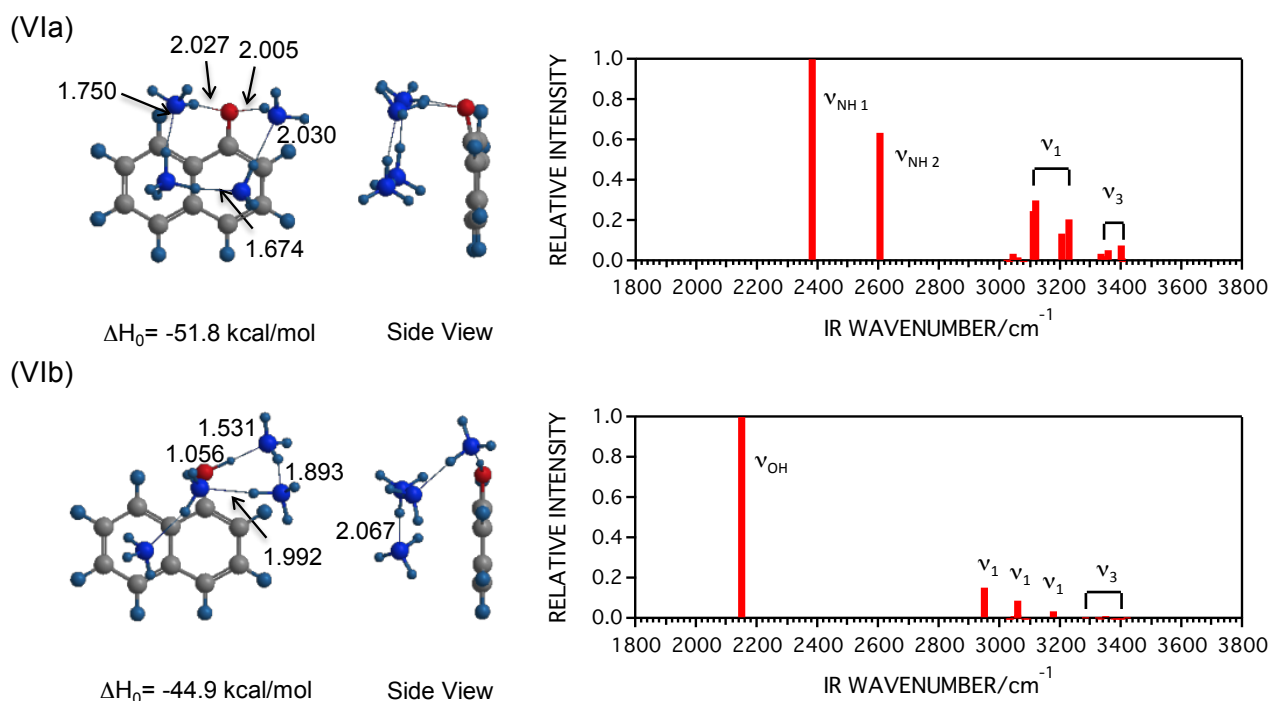 (VIa)
2.027
2.005
1.750
2.030
1.674
ΔH₀= -51.8 kcal/mol
Side View
RELATIVE INTENSITY
1.0
0.8
0.6
0.4
0.2
0.0
νNH 1
νNH 2
ν₁
ν₃
1800 2000 2200 2400 2600 2800 3000 3200 3400 3600 3800
IR WAVENUMBER/cm⁻¹
(VIb)
1.531
1.056
1.893
2.067
1.992
ΔH₀= -44.9 kcal/mol
Side View
RELATIVE INTENSITY
1.0
0.8
0.6
0.4
0.2
0.0
νOH
ν₁ ν₁ ν₁ ν₃
1800 2000 2200 2400 2600 2800 3000 3200 3400 3600 3800
IR WAVENUMBER/cm⁻¹